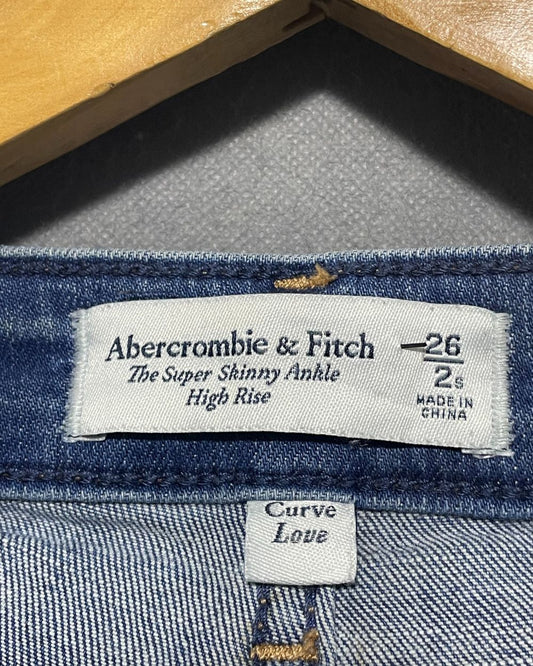 Abercrombie & Fitch
The Super Skinny Ankle
High Rise
26
2s
MADE IN
CHINA
Curve
Love